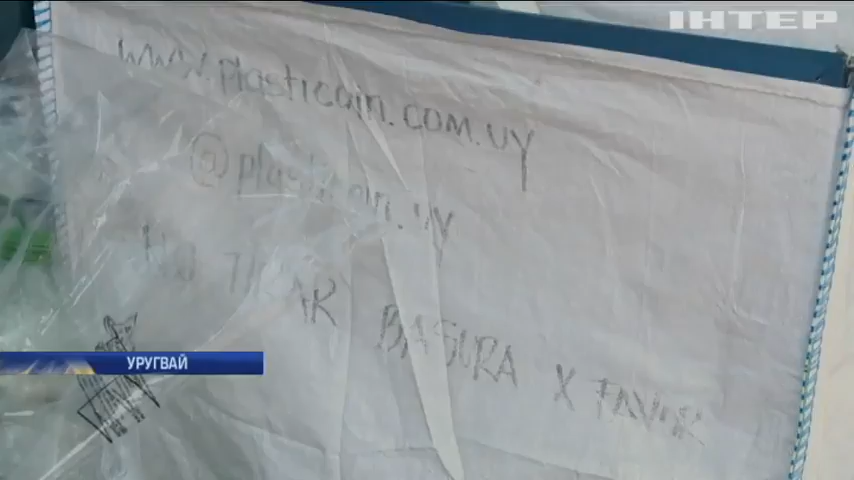 ІНТЕР
www.plasticoin.com.uy
@plasticoin.uy
NO TIRAR BASURA X FAVOR
УРУГВАЙ